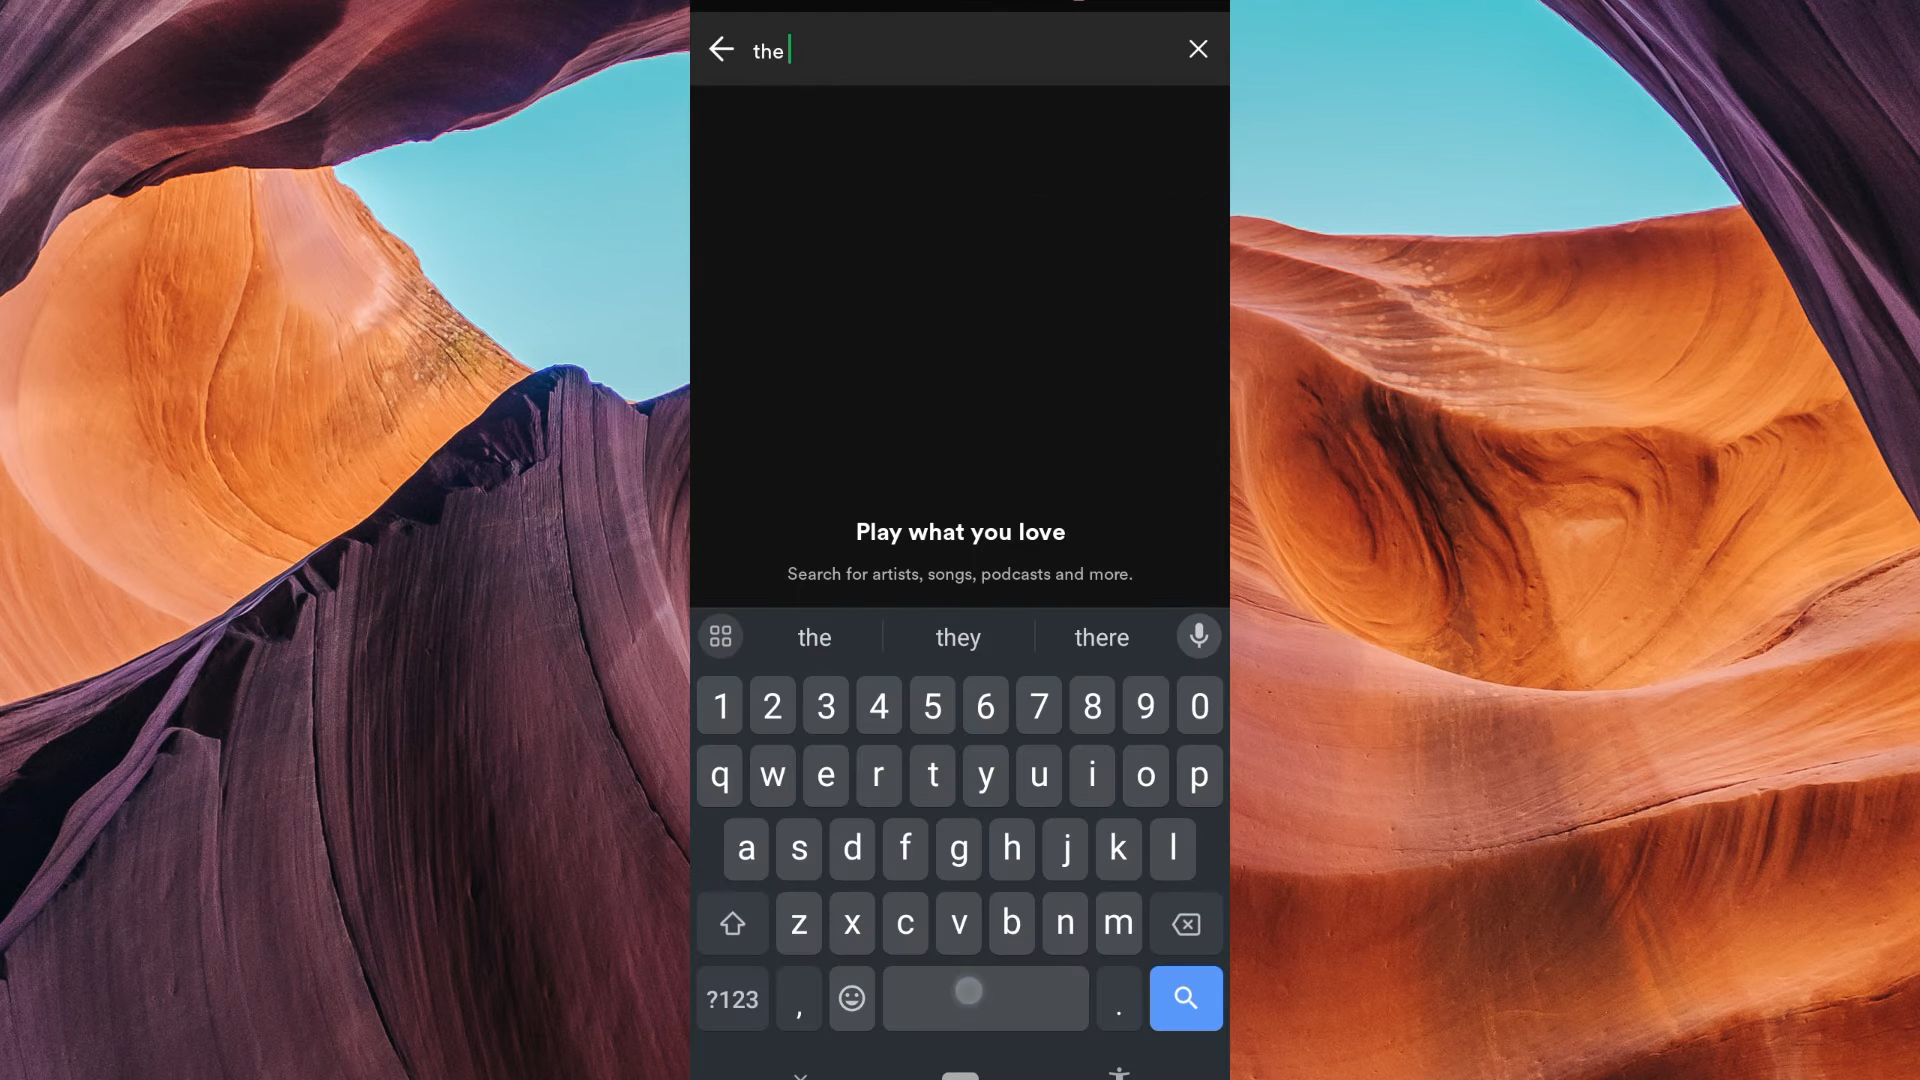 the
Play what you love
Search for artists, songs, podcasts and more.
the they there
1 2 3 4 5 6 7 8 9 0
q w e r t y u i o p
a s d f g h j k l
z x c v b n m
?123 , .